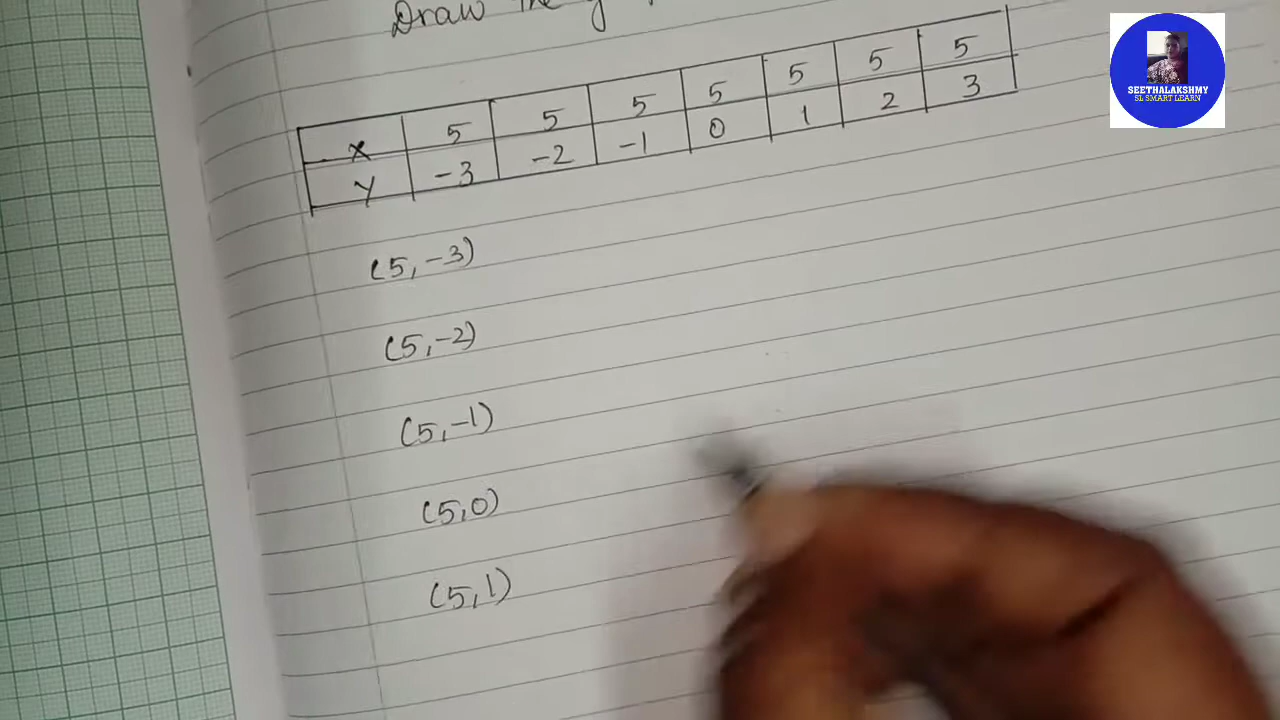 Draw the
SEETHALAKSHMY
SL SMART LEARN
x 5 5 5 5 5 5 5
y -3 -2 -1 0 1 2 3
(5,-3)
(5,-2)
(5,-1)
(5,0)
(5,1)